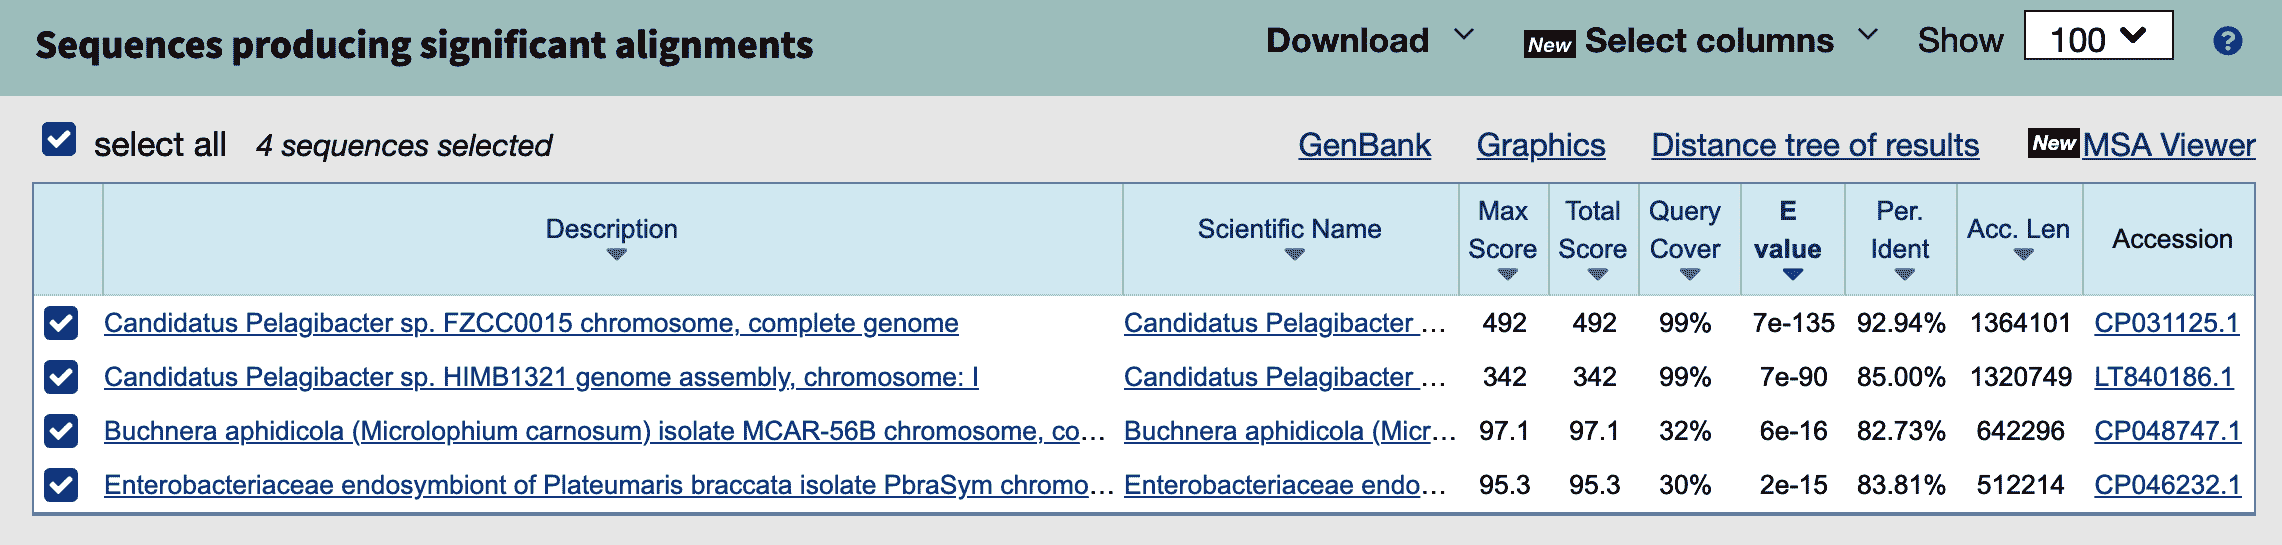 Sequences producing significant alignments Download New Select columns Show 100 ?
select all 4 sequences selected GenBank Graphics Distance tree of results New MSA Viewer
Description Scientific Name Max Score Total Score Query Cover E value Per. Ident Acc. Len Accession
Candidatus Pelagibacter sp. FZCC0015 chromosome, complete genome Candidatus Pelagibacter ... 492 492 99% 7e-135 92.94% 1364101 CP031125.1
Candidatus Pelagibacter sp. HIMB1321 genome assembly, chromosome: I Candidatus Pelagibacter ... 342 342 99% 7e-90 85.00% 1320749 LT840186.1
Buchnera aphidicola (Microlophium carnosum) isolate MCAR-56B chromosome, co... Buchnera aphidicola (Micr... 97.1 97.1 32% 6e-16 82.73% 642296 CP048747.1
Enterobacteriaceae endosymbiont of Plateumaris braccata isolate PbraSym chromo... Enterobacteriaceae endo... 95.3 95.3 30% 2e-15 83.81% 512214 CP046232.1